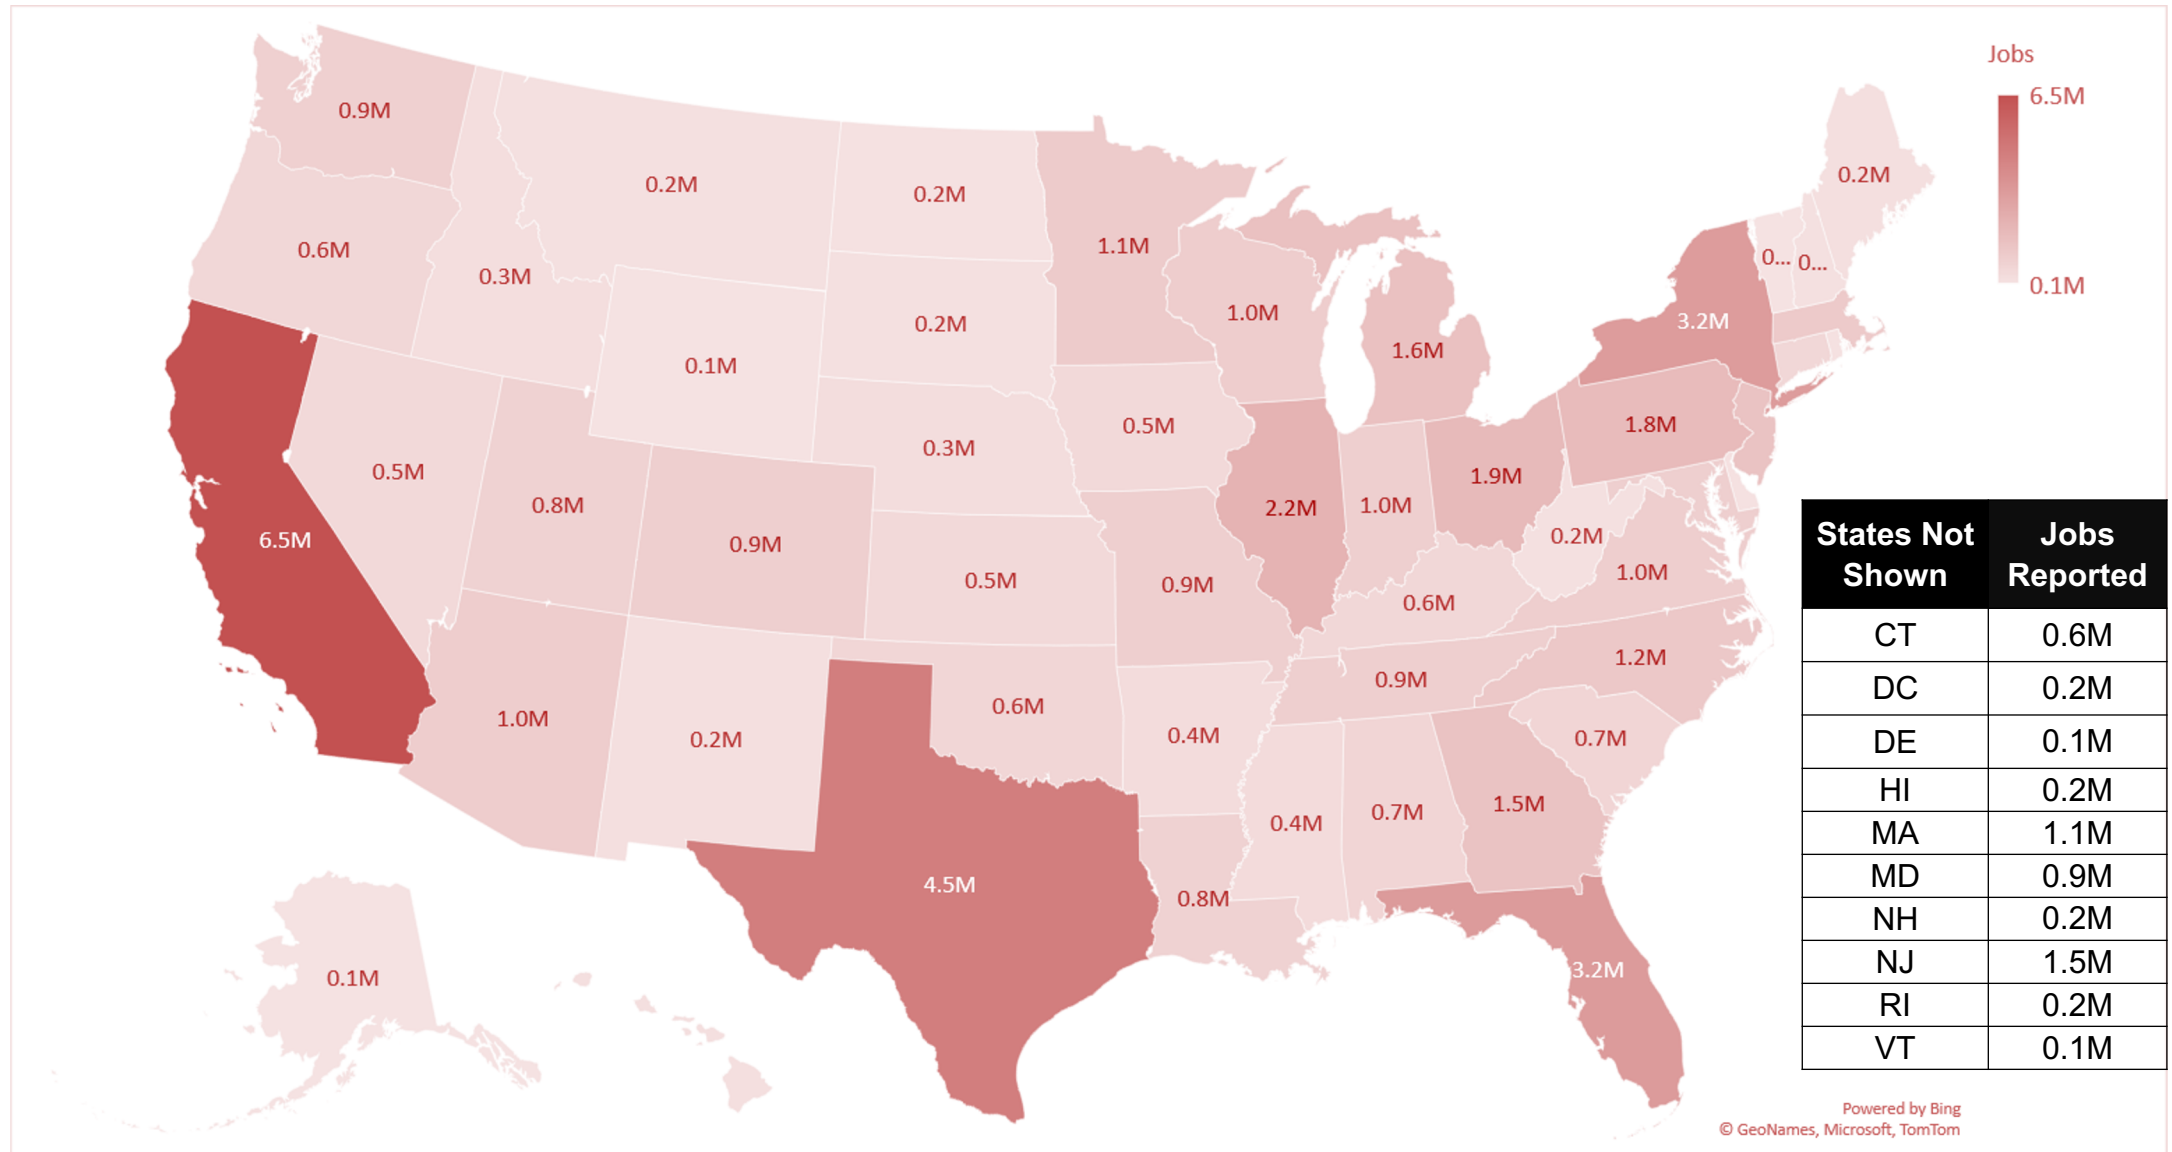 Jobs
6.5M
0.1M
0.9M
0.2M
0.2M
0.2M
0.6M
0.3M
1.1M
1.0M
1.6M
0... 0...
3.2M
0.1M
0.2M
0.5M
1.8M
0.3M
0.5M
0.8M
0.9M
2.2M
1.0M
1.9M
0.2M
6.5M
0.5M
0.9M
0.6M
1.0M
1.0M
0.2M
0.6M
0.4M
0.9M
1.2M
0.7M
4.5M
0.8M
0.4M
0.7M
1.5M
3.2M
0.1M
States Not Shown
Jobs Reported
CT 0.6M
DC 0.2M
DE 0.1M
HI 0.2M
MA 1.1M
MD 0.9M
NH 0.2M
NJ 1.5M
RI 0.2M
VT 0.1M
Powered by Bing
© GeoNames, Microsoft, TomTom